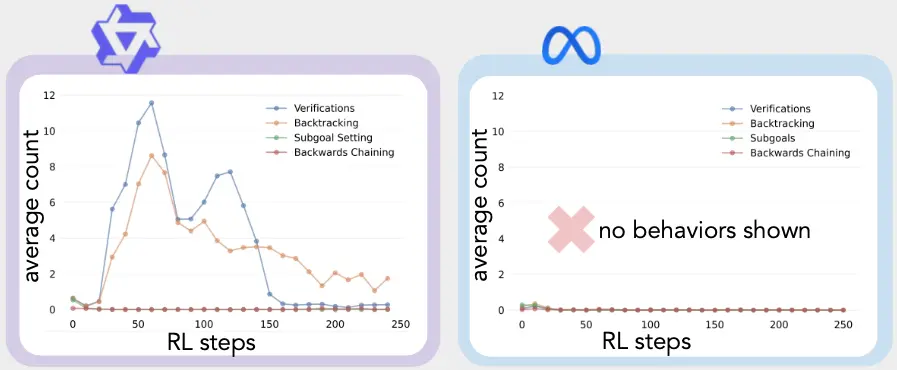 12
10
8
6
4
2
0
average count
Verifications
Backtracking
Subgoal Setting
Backwards Chaining
0 50 100 150 200 250
RL steps
12
10
8
6
4
2
0
average count
Verifications
Backtracking
Subgoals
Backwards Chaining
no behaviors shown
0 50 100 150 200 250
RL steps